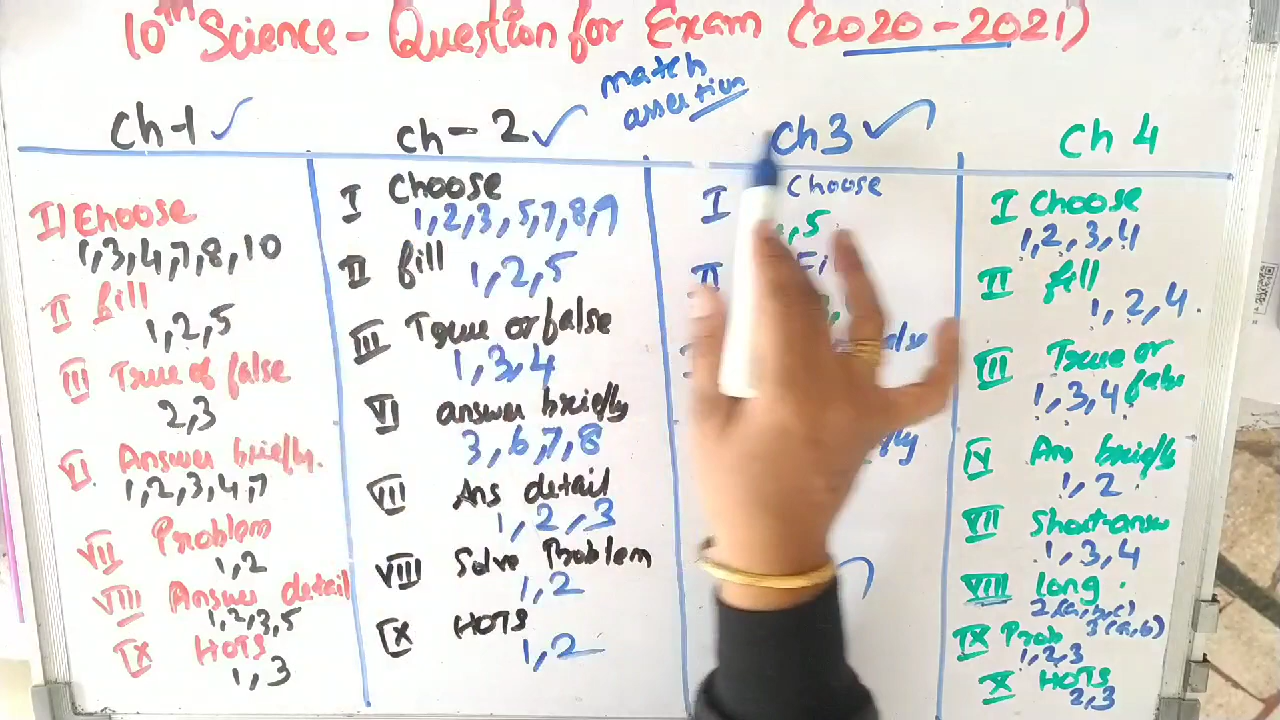 10th Science - Question for Exam (2020-2021)
match
assertion
Ch-1 ✓
II Choose
1,3,4,7,8,10
II fill
1,2,5
III True of false
2,3
VI. Answer briefly.
1,2,3,4,7
VII Problem
1,2
VIII Answer detail
1,2,3,5
IX HOTS
1,3
ch-2 ✓
I Choose
1,2,3,5,7,8,9
II fill 1,2,5
III True or false
1,3,4
VI answer briefly
3,6,7,8
VII Ans detail
1,2,3
VIII Solve Problem
1,2
IX HOTS
1,2
Ch3 ✓
I Choose
,5
II
Ch 4
I Choose
1,2,3,4
II fill
1,2,4.
III True or
false
1,3,4
IV Ans briefly
1,2
VII Short-answ
1,3,4
VIII long
2(a,b,c)
3(a,b)
IX Prob
1,2,3
X HOTS
2,3